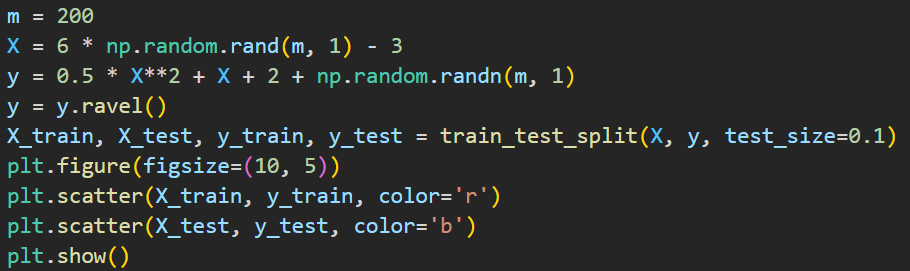 m = 200
X = 6 * np.random.rand(m, 1) - 3
y = 0.5 * X**2 + X + 2 + np.random.randn(m, 1)
y = y.ravel()
X_train, X_test, y_train, y_test = train_test_split(X, y, test_size=0.1)
plt.figure(figsize=(10, 5))
plt.scatter(X_train, y_train, color='r')
plt.scatter(X_test, y_test, color='b')
plt.show()